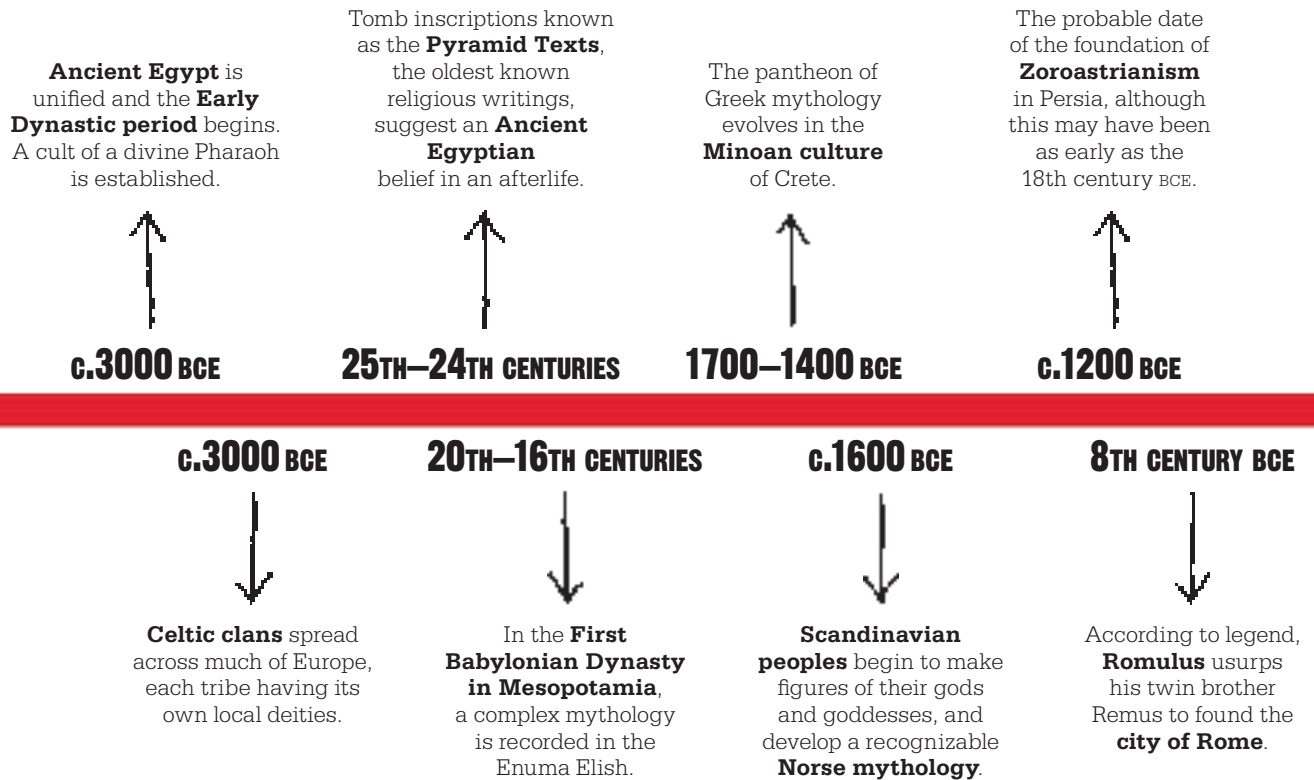 Ancient Egypt is
unified and the Early
Dynastic period begins.
A cult of a divine Pharaoh
is established.
c.3000 BCE
Tomb inscriptions known
as the Pyramid Texts,
the oldest known
religious writings,
suggest an Ancient
Egyptian
belief in an afterlife.
25TH–24TH CENTURIES
The pantheon of
Greek mythology
evolves in the
Minoan culture
of Crete.
1700–1400 BCE
The probable date
of the foundation of
Zoroastrianism
in Persia, although
this may have been
as early as the
18th century BCE.
c.1200 BCE
c.3000 BCE
Celtic clans spread
across much of Europe,
each tribe having its
own local deities.
20TH–16TH CENTURIES
In the First
Babylonian Dynasty
in Mesopotamia,
a complex mythology
is recorded in the
Enuma Elish.
c.1600 BCE
Scandinavian
peoples begin to make
figures of their gods
and goddesses, and
develop a recognizable
Norse mythology.
8TH CENTURY BCE
According to legend,
Romulus usurps
his twin brother
Remus to found the
city of Rome.